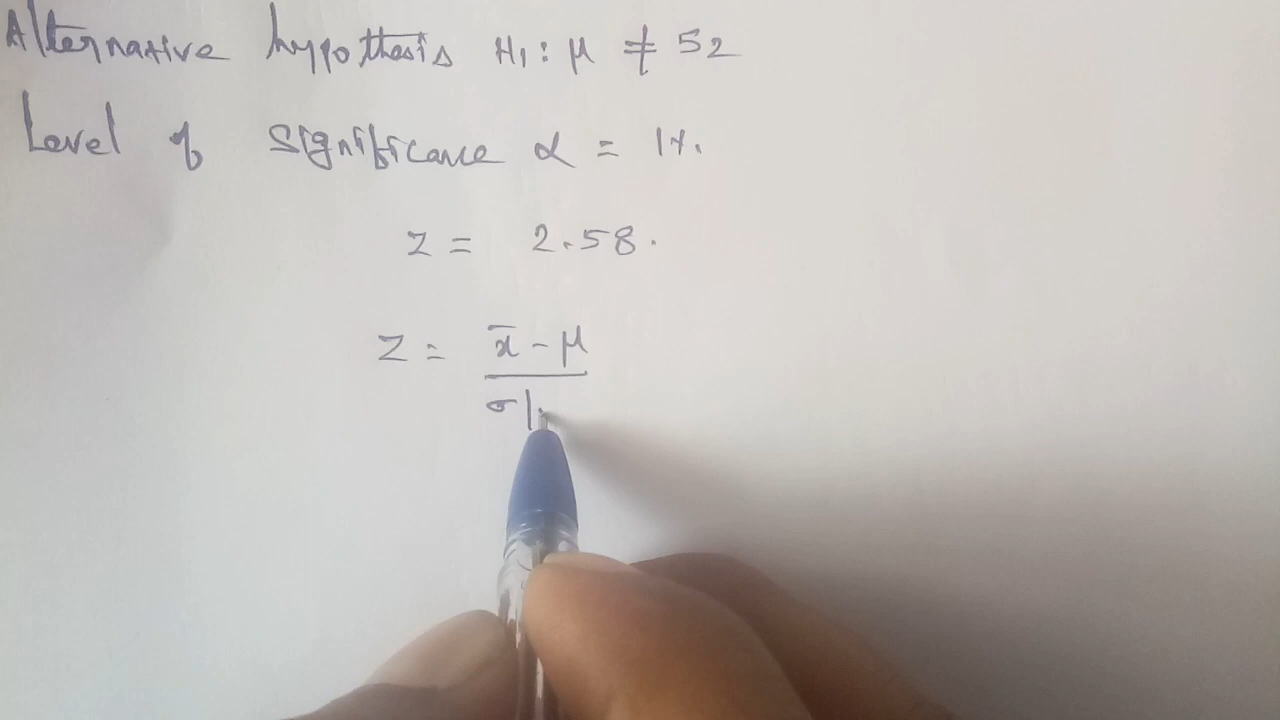 Alternative hypothesis H₁ : μ ≠ 52
Level of significance α = 1%.
z = 2.58.
z = x̄ - μ
σ/